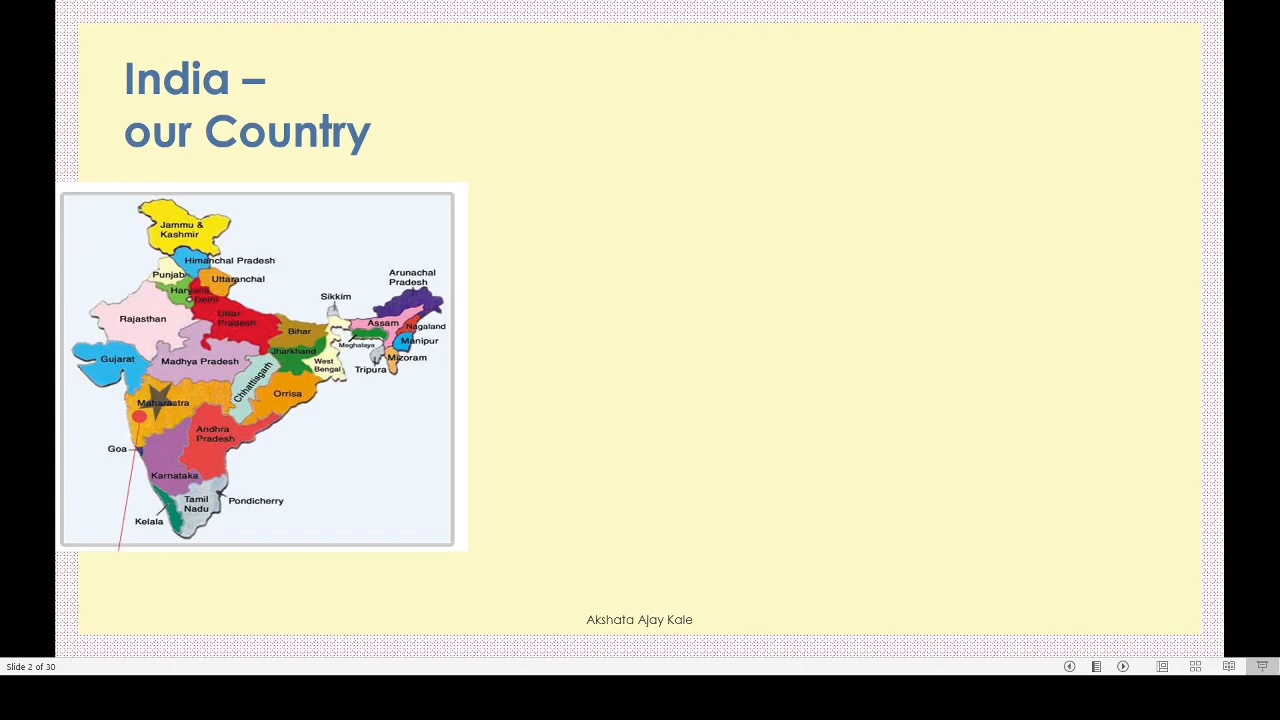 India –
our Country
Jammu &
Kashmir
Himanchal Pradesh
Punjab
Uttaranchal
Haryana
Delhi
Arunachal
Pradesh
Sikkim
Rajasthan
Uttar
Pradesh
Assam
Nagaland
Bihar
Meghalaya
Manipur
Gujarat
Madhya Pradesh
Jharkhand
West
Bengal
Tripura
Mizoram
Chhattisgarh
Orrisa
Maharastra
Andhra
Pradesh
Goa
Karnataka
Tamil
Nadu
Pondicherry
Kelala
Akshata Ajay Kale
Slide 2 of 30